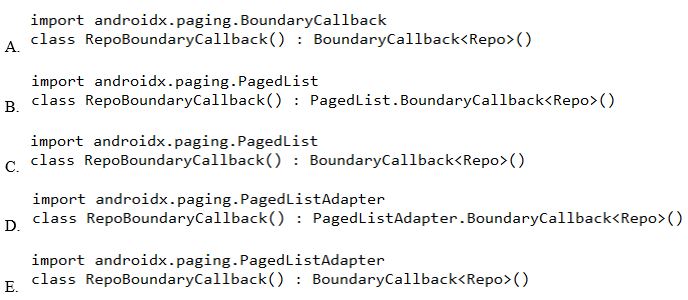 import androidx.paging.BoundaryCallback
A. class RepoBoundaryCallback() : BoundaryCallback<Repo>()
import androidx.paging.PagedList
B. class RepoBoundaryCallback() : PagedList.BoundaryCallback<Repo>()
import androidx.paging.PagedList
C. class RepoBoundaryCallback() : BoundaryCallback<Repo>()
import androidx.paging.PagedListAdapter
D. class RepoBoundaryCallback() : PagedListAdapter.BoundaryCallback<Repo>()
import androidx.paging.PagedListAdapter
E. class RepoBoundaryCallback() : BoundaryCallback<Repo>()